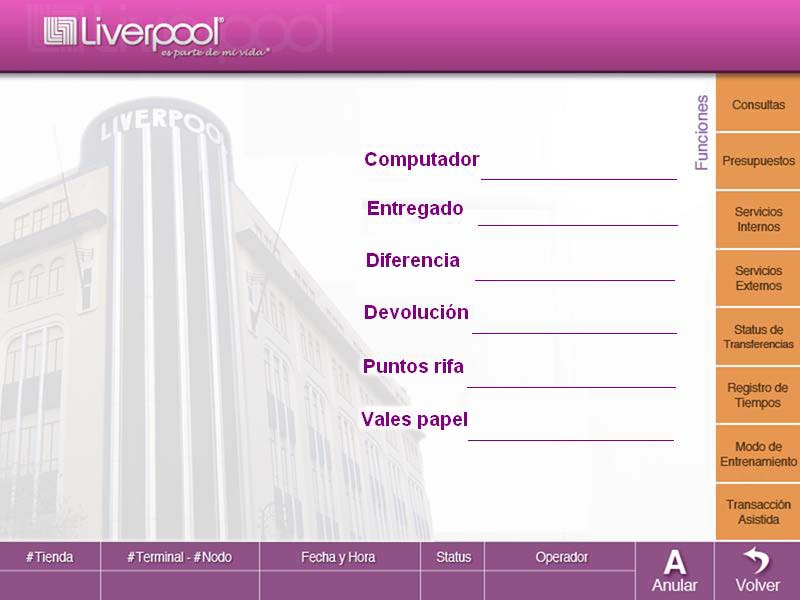 Liverpool®
es parte de mi vida*
LIVERPOOL
Computador
Entregado
Diferencia
Devolución
Puntos rifa
Vales papel
Funciones
Consultas
Presupuestos
Servicios
Internos
Servicios
Externos
Status de
Transferencias
Registro de
Tiempos
Modo de
Entrenamiento
Transacción
Asistida
#Tienda
#Terminal - #Nodo
Fecha y Hora
Status
Operador
A
Anular
Volver